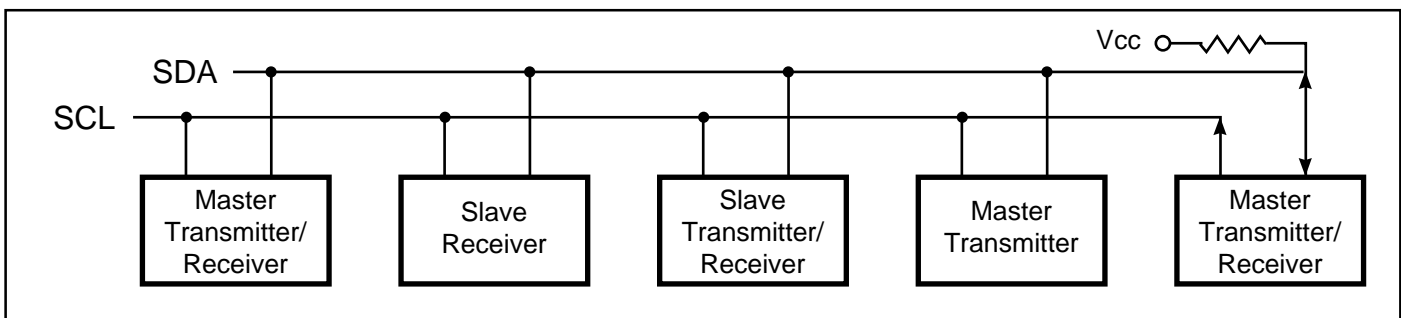 Vcc
SDA
SCL
Master
Transmitter/
Receiver
Slave
Receiver
Slave
Transmitter/
Receiver
Master
Transmitter
Master
Transmitter/
Receiver